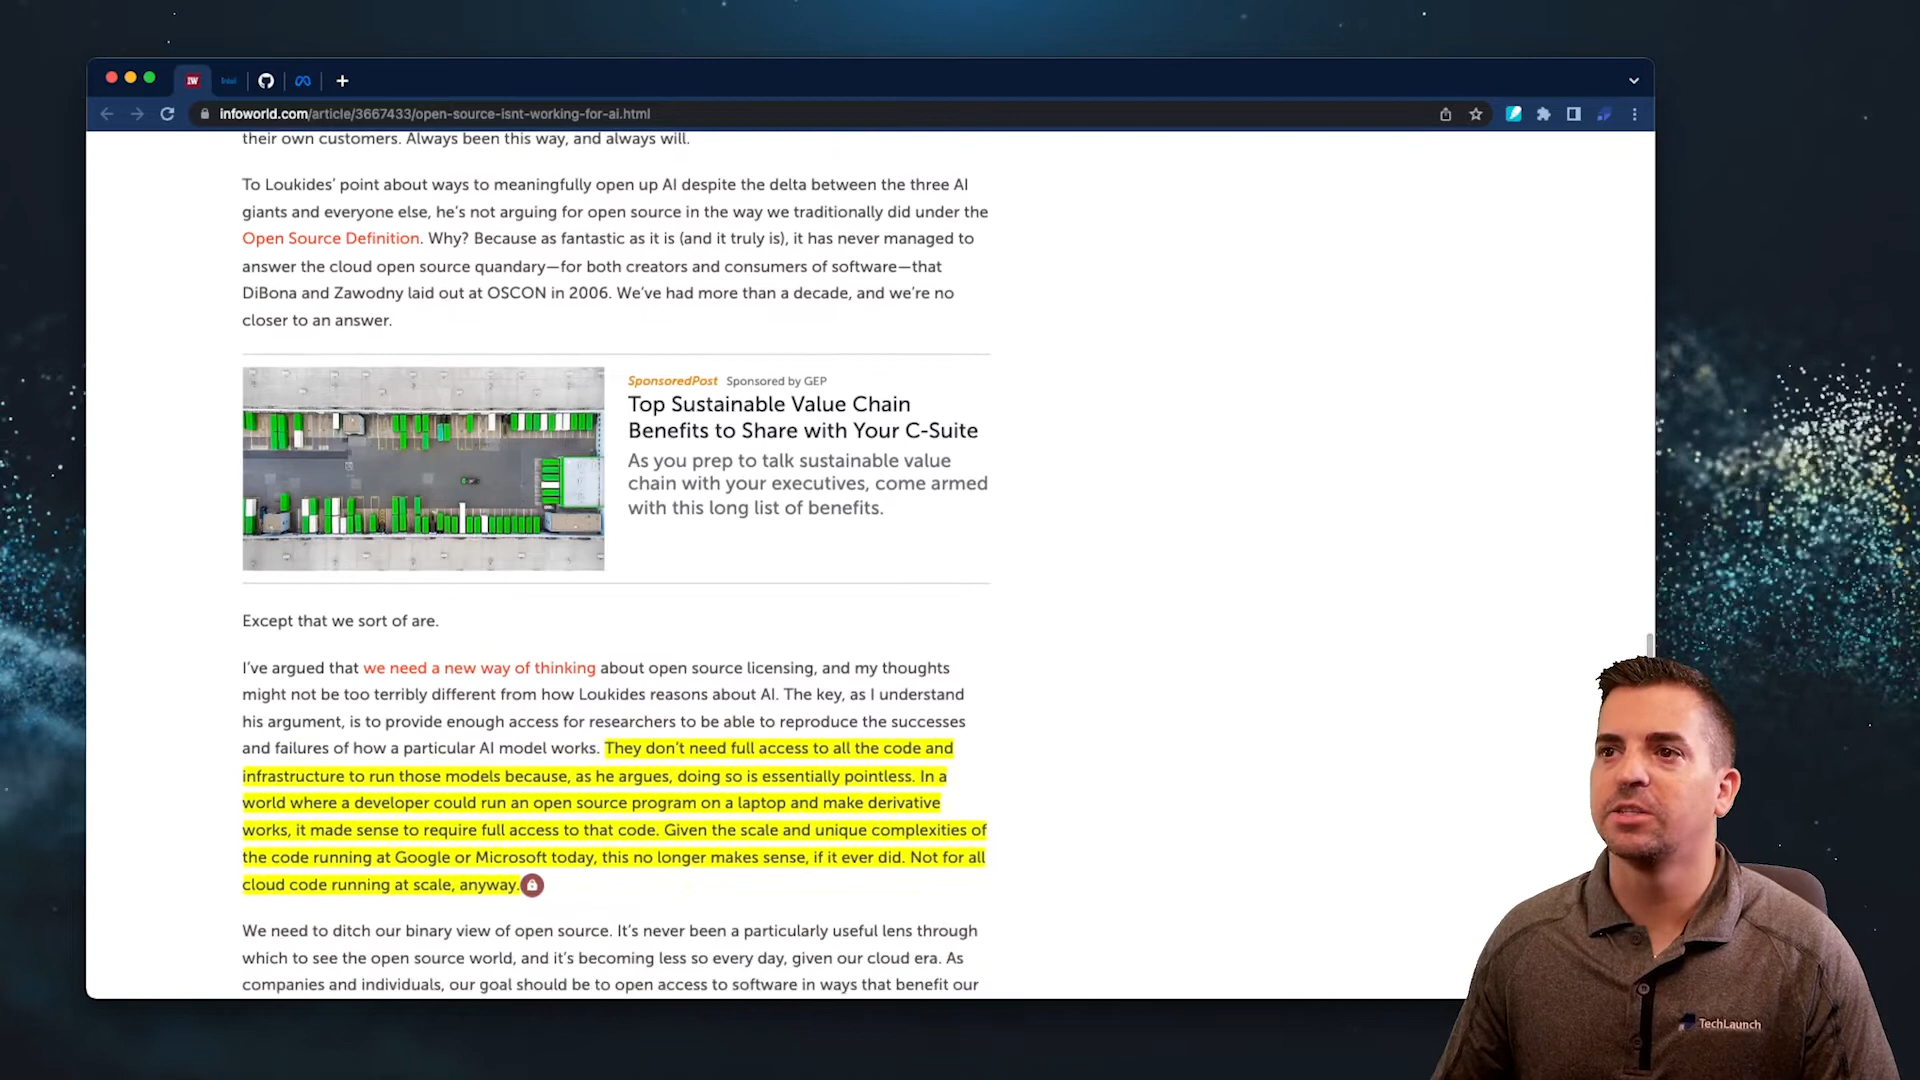 IW
intel
infoworld.com/article/3667433/open-source-isnt-working-for-ai.html
their own customers. Always been this way, and always will.
To Loukides’ point about ways to meaningfully open up AI despite the delta between the three AI
giants and everyone else, he’s not arguing for open source in the way we traditionally did under the
Open Source Definition. Why? Because as fantastic as it is (and it truly is), it has never managed to
answer the cloud open source quandary—for both creators and consumers of software—that
DiBona and Zawodny laid out at OSCON in 2006. We’ve had more than a decade, and we’re no
closer to an answer.
SponsoredPost Sponsored by GEP
Top Sustainable Value Chain
Benefits to Share with Your C-Suite
As you prep to talk sustainable value
chain with your executives, come armed
with this long list of benefits.
Except that we sort of are.
I’ve argued that we need a new way of thinking about open source licensing, and my thoughts
might not be too terribly different from how Loukides reasons about AI. The key, as I understand
his argument, is to provide enough access for researchers to be able to reproduce the successes
and failures of how a particular AI model works. They don’t need full access to all the code and
infrastructure to run those models because, as he argues, doing so is essentially pointless. In a
world where a developer could run an open source program on a laptop and make derivative
works, it made sense to require full access to that code. Given the scale and unique complexities of
the code running at Google or Microsoft today, this no longer makes sense, if it ever did. Not for all
cloud code running at scale, anyway.
We need to ditch our binary view of open source. It’s never been a particularly useful lens through
which to see the open source world, and it’s becoming less so every day, given our cloud era. As
companies and individuals, our goal should be to open access to software in ways that benefit our
TechLaunch